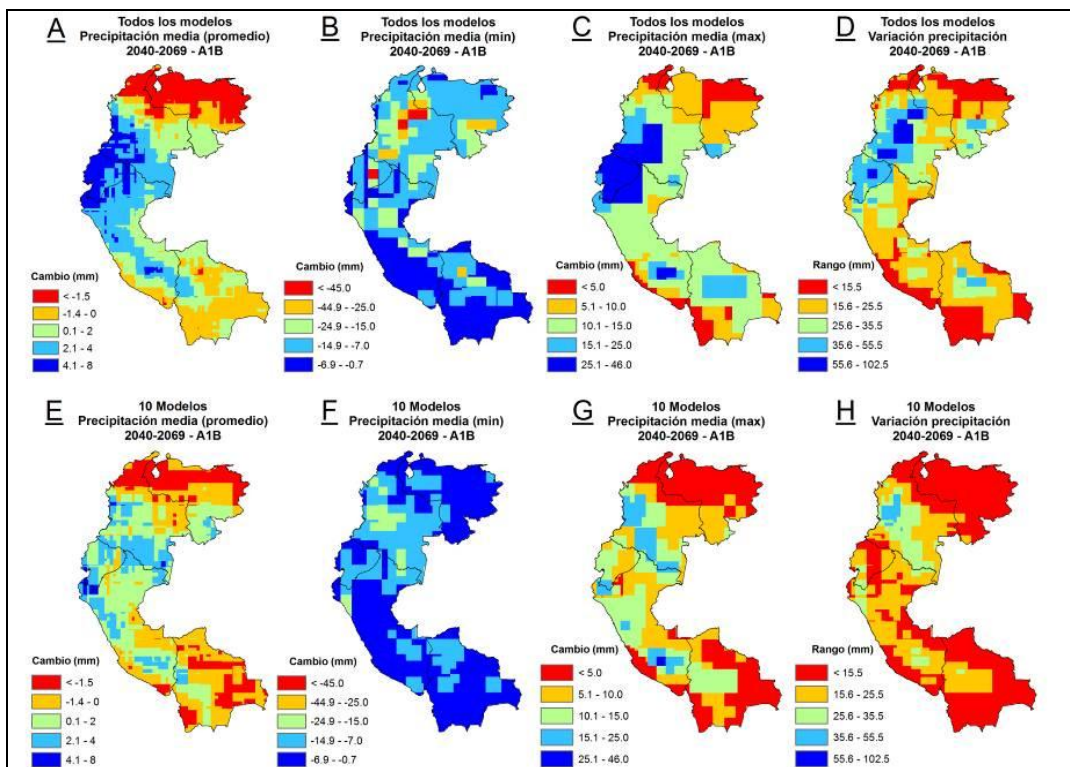 A
Todos los modelos
Precipitación media (promedio)
2040-2069 - A1B
Cambio (mm)
< -1.5
-1.4 - 0
0.1 - 2
2.1 - 4
4.1 - 8
B
Todos los modelos
Precipitación media (min)
2040-2069 - A1B
Cambio (mm)
< -45.0
-44.9 - -25.0
-24.9 - -15.0
-14.9 - -7.0
-6.9 - -0.7
C
Todos los modelos
Precipitación media (max)
2040-2069 - A1B
Cambio (mm)
< 5.0
5.1 - 10.0
10.1 - 15.0
15.1 - 25.0
25.1 - 46.0
D
Todos los modelos
Variación precipitación
2040-2069 - A1B
Rango (mm)
< 15.5
15.6 - 25.5
25.6 - 35.5
35.6 - 55.5
55.6 - 102.5
E
10 Modelos
Precipitación media (promedio)
2040-2069 - A1B
Cambio (mm)
< -1.5
-1.4 - 0
0.1 - 2
2.1 - 4
4.1 - 8
F
10 Modelos
Precipitación media (min)
2040-2069 - A1B
Cambio (mm)
< -45.0
-44.9 - -25.0
-24.9 - -15.0
-14.9 - -7.0
-6.9 - -0.7
G
10 Modelos
Precipitación media (max)
2040-2069 - A1B
Cambio (mm)
< 5.0
5.1 - 10.0
10.1 - 15.0
15.1 - 25.0
25.1 - 46.0
H
10 Modelos
Variación precipitación
2040-2069 - A1B
Rango (mm)
< 15.5
15.6 - 25.5
25.6 - 35.5
35.6 - 55.5
55.6 - 102.5